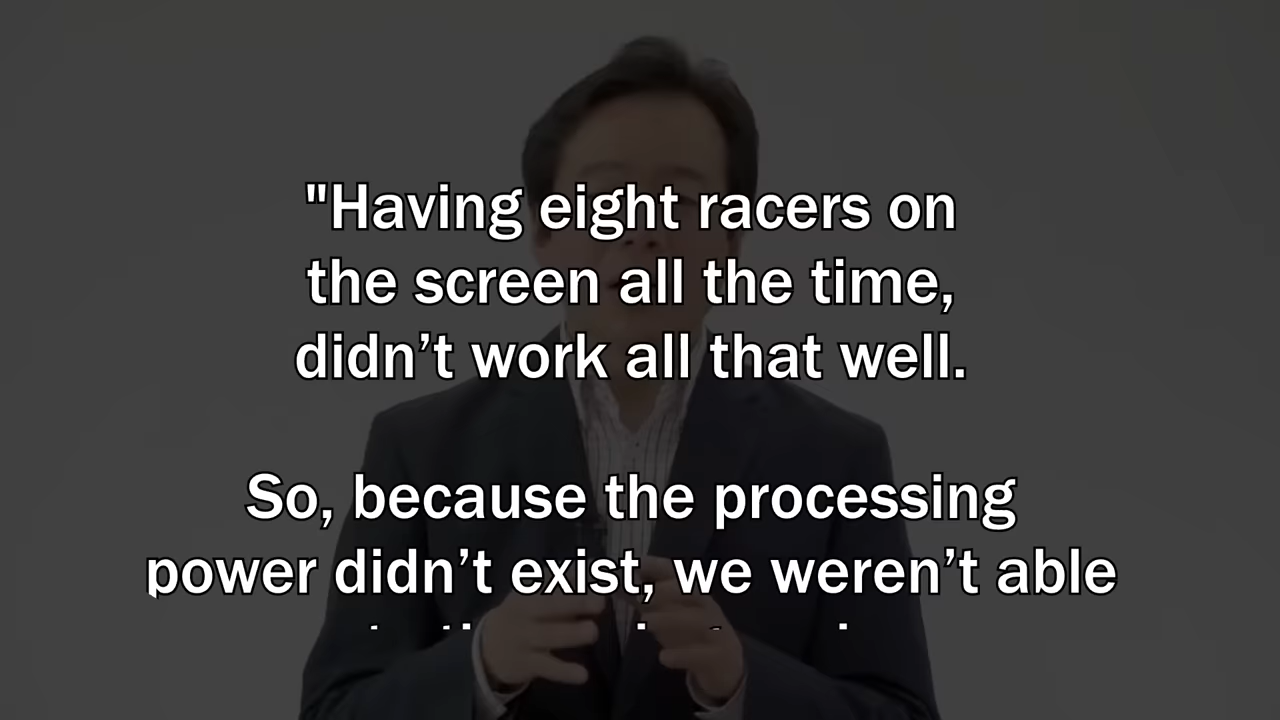 "Having eight racers on
the screen all the time,
didn’t work all that well.
So, because the processing
power didn’t exist, we weren’t able